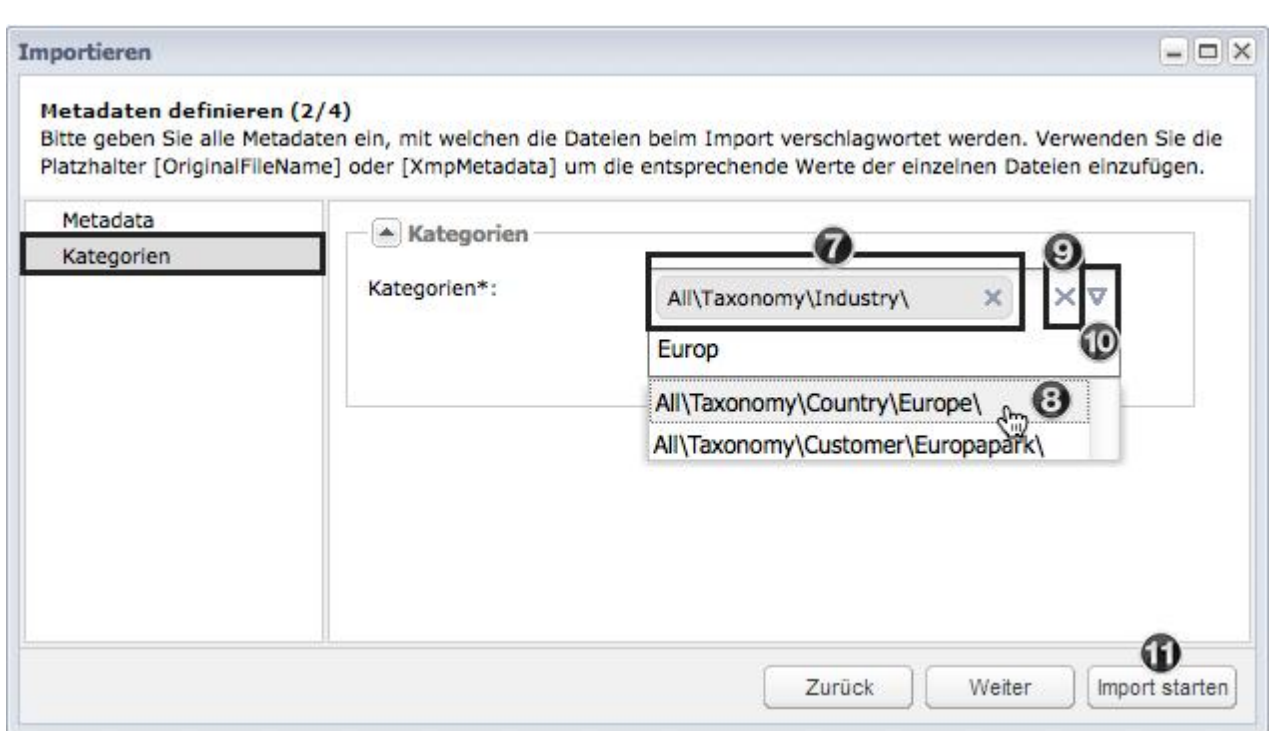 Importieren
Metadaten definieren (2/4)
Bitte geben Sie alle Metadaten ein, mit welchen die Dateien beim Import verschlagwortet werden. Verwenden Sie die
Platzhalter [OriginalFileName] oder [XmpMetadata] um die entsprechende Werte der einzelnen Dateien einzufügen.
Metadata
Kategorien
Kategorien
7
9
Kategorien*:
All\Taxonomy\Industry\
10
Europ
All\Taxonomy\Country\Europe\
8
All\Taxonomy\Customer\Europapark\
11
Zurück
Weiter
Import starten